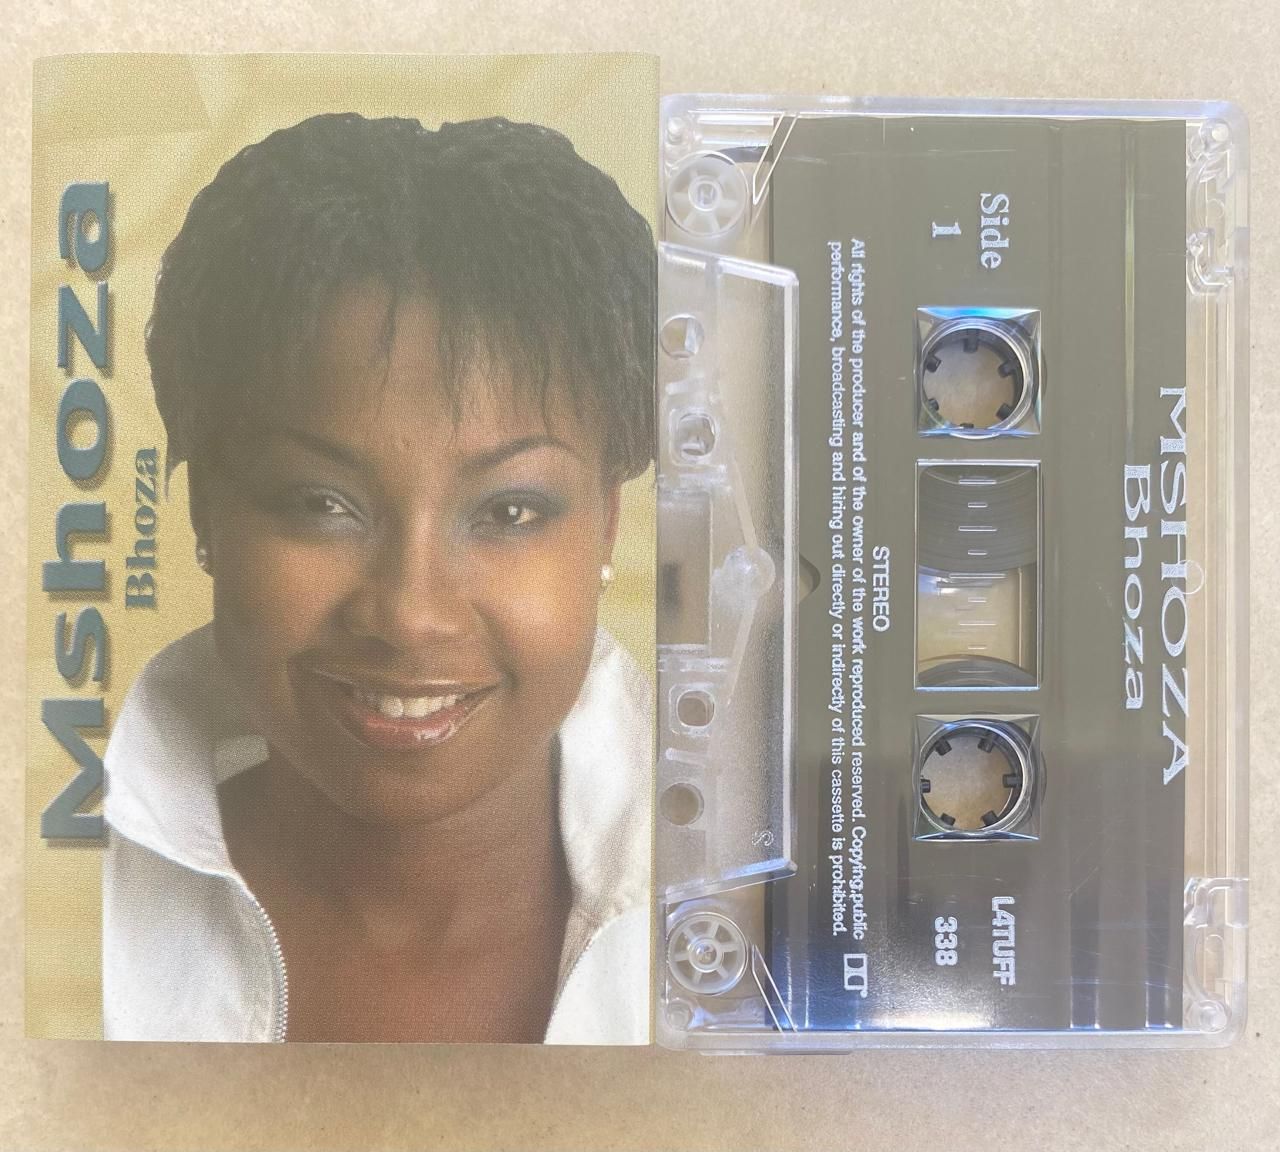 Mshoza
Bhoza
MSHOZA
Bhoza
Side
1
STEREO
All rights of the producer and of the owner of the work reproduced reserved. Copying,public
performance, broadcasting and hiring out directly or indirectly of this cassette is prohibited.
L4TUFF
338